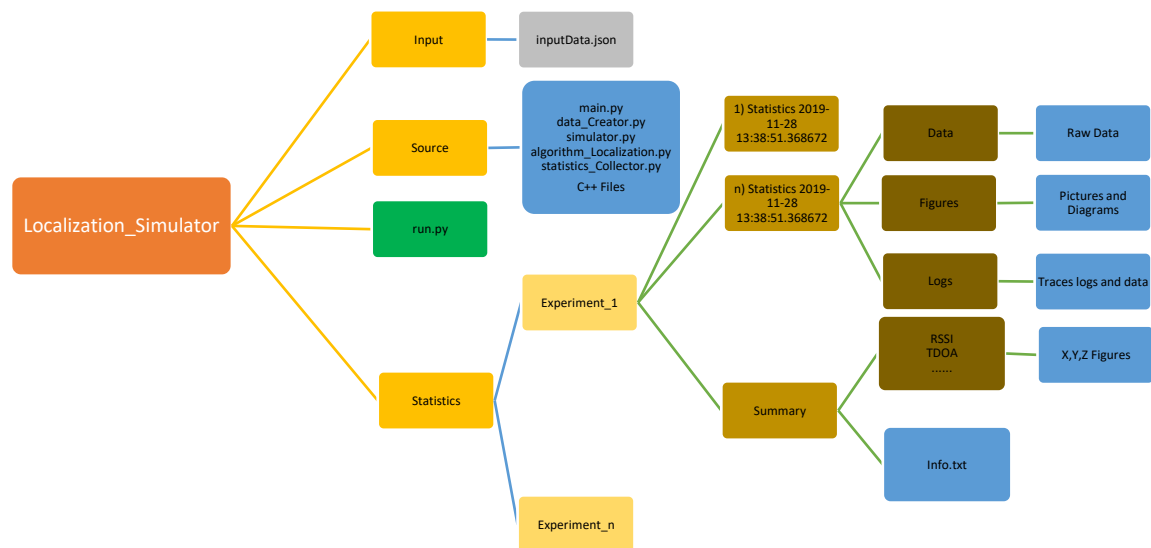 Localization_Simulator
Input
inputData.json
Source
main.py
data_Creator.py
simulator.py
algorithm_Localization.py
statistics_Collector.py
C++ Files
run.py
Statistics
Experiment_1
Experiment_n
1) Statistics 2019-
11-28
13:38:51.368672
n) Statistics 2019-
11-28
13:38:51.368672
Summary
Data
Raw Data
Figures
Pictures and
Diagrams
Logs
Traces logs and data
RSSI
TDOA
......
X,Y,Z Figures
Info.txt